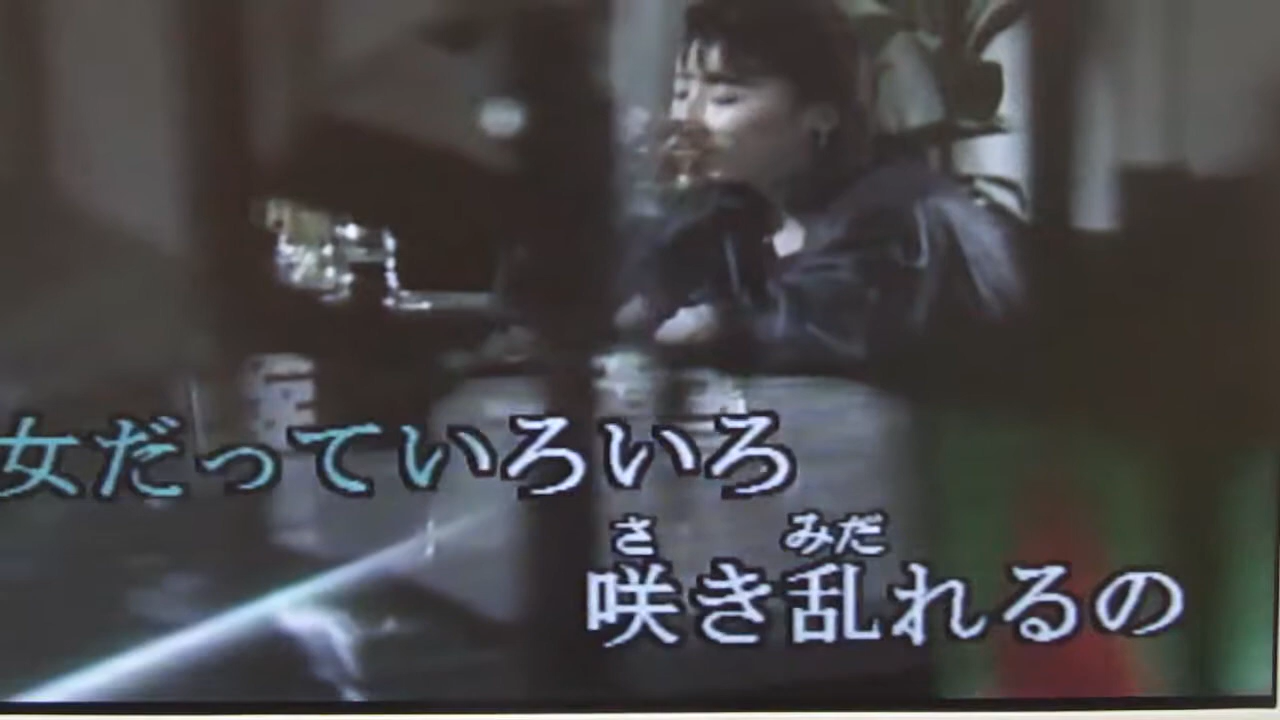 女だっていろいろ
さ みだ
咲き乱れるの